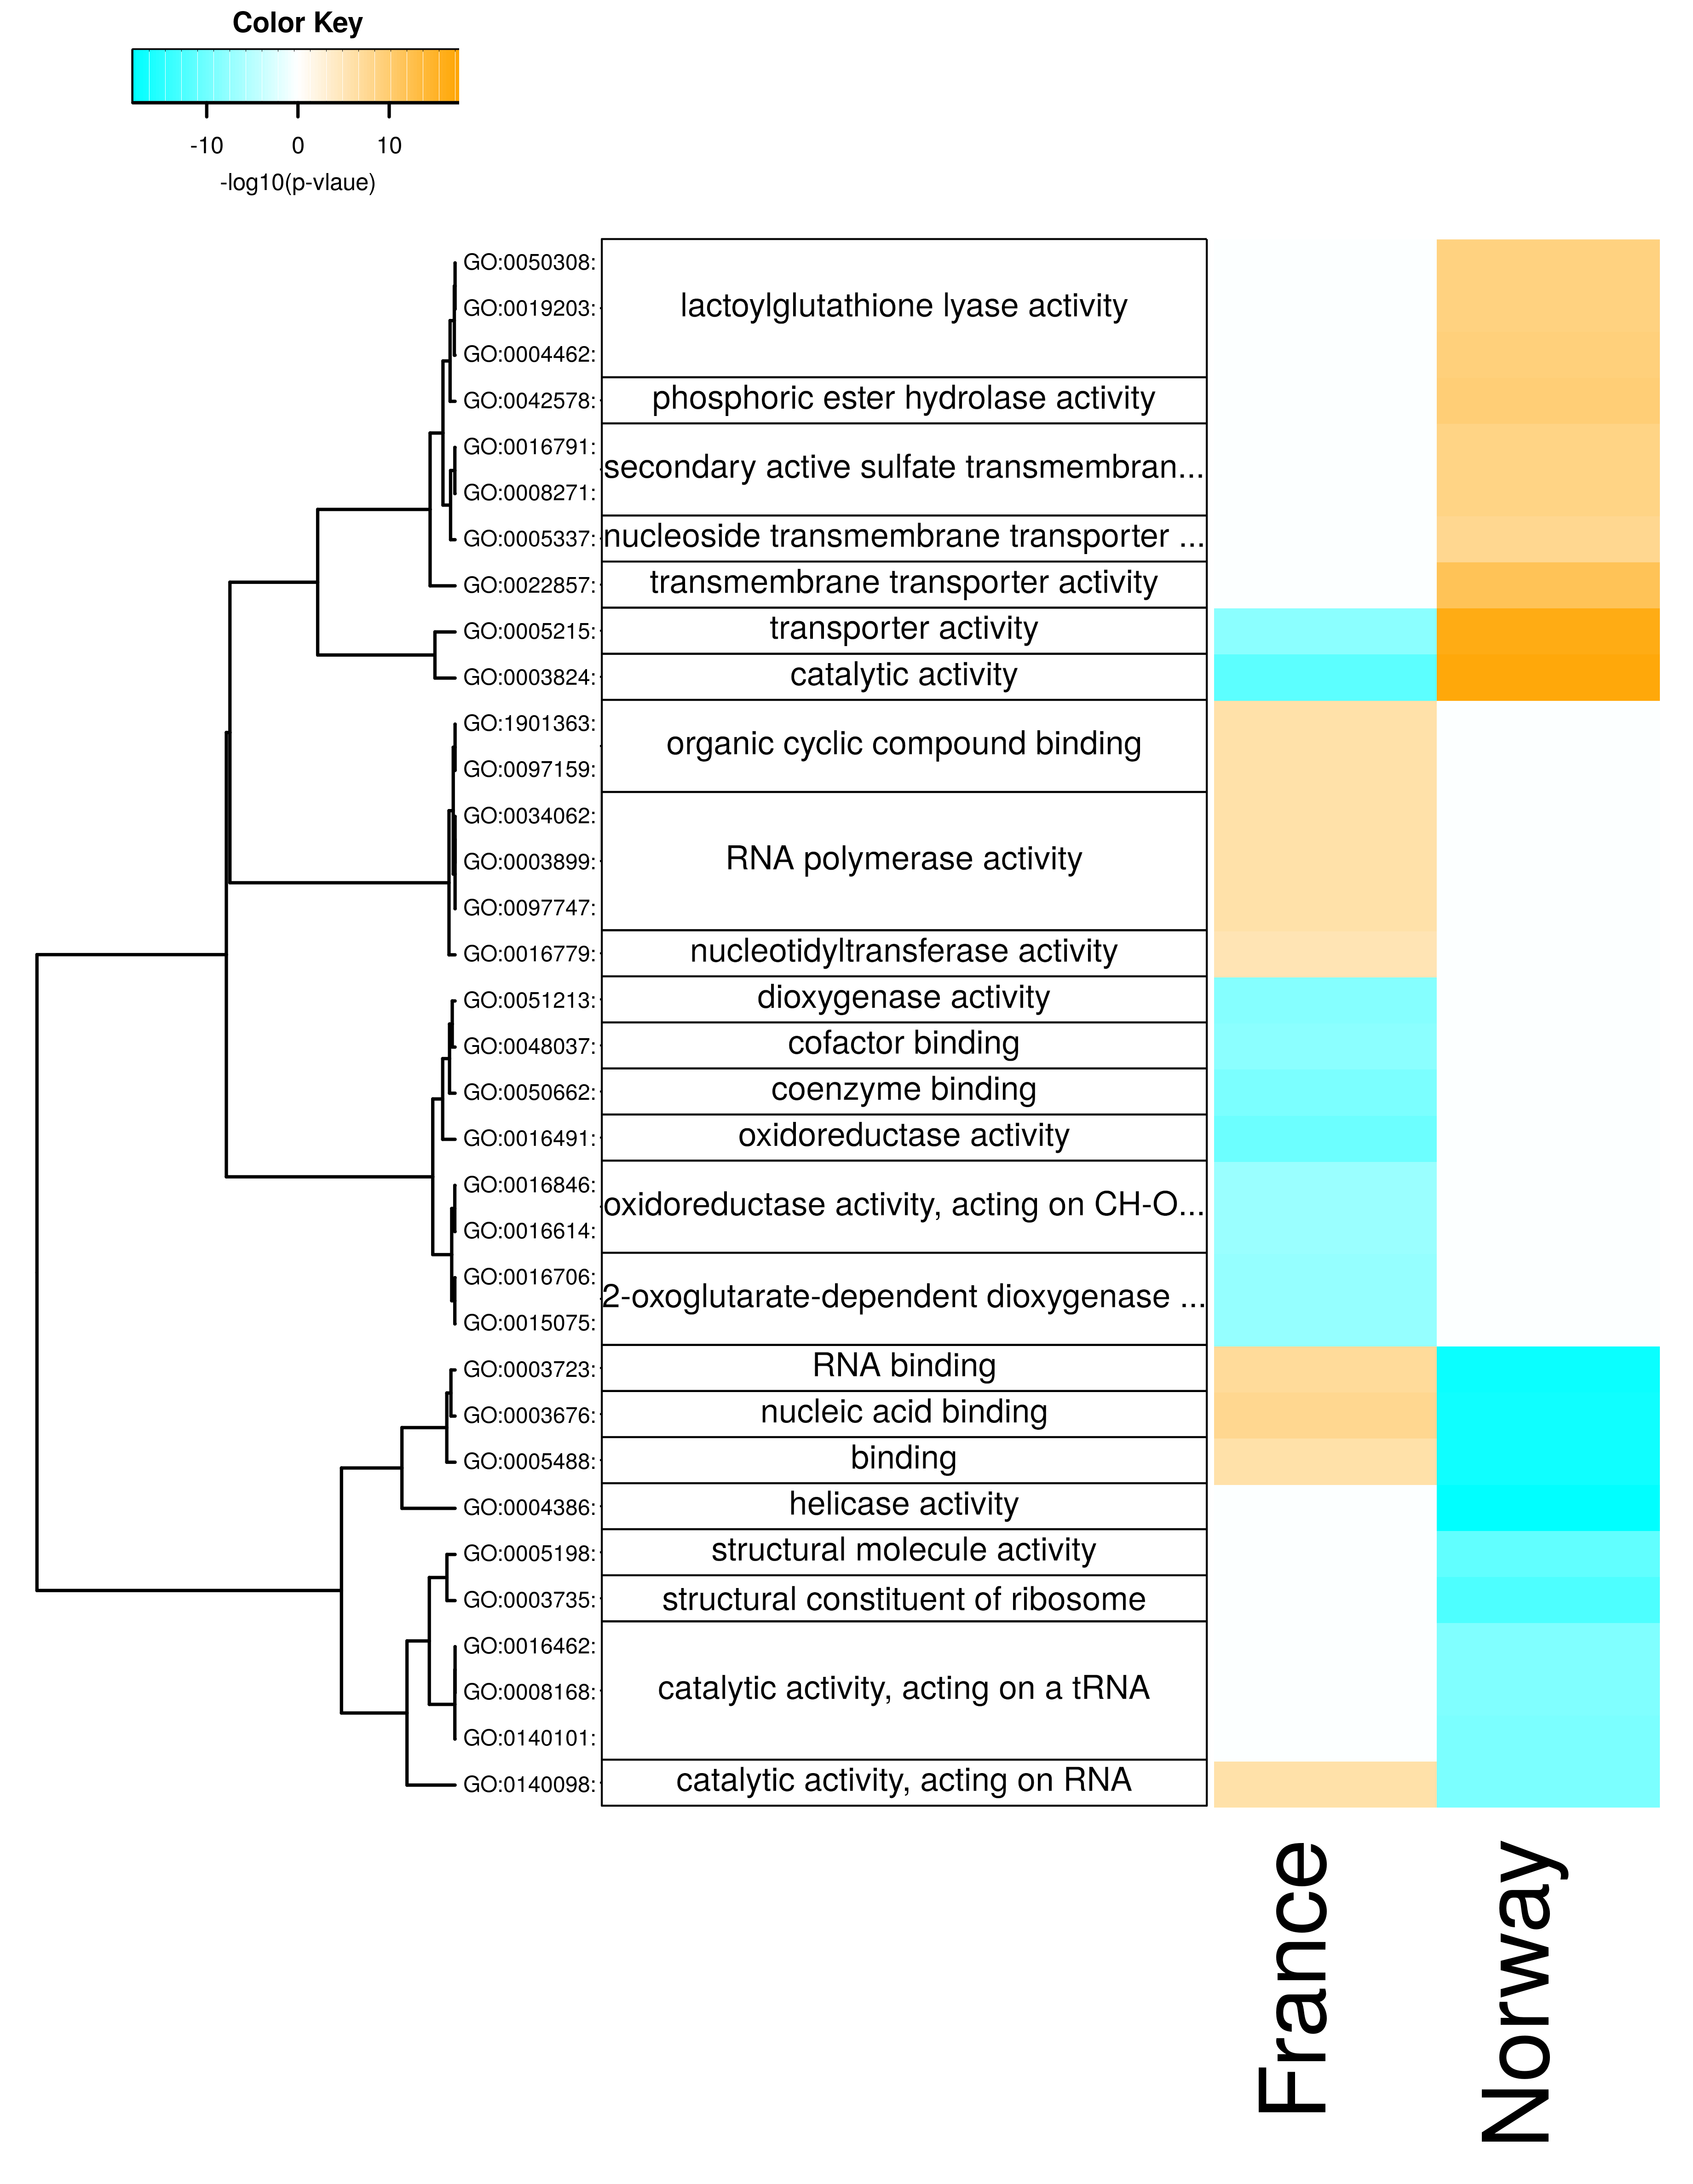 Color Key
-10 0 10
-log10(p-vlaue)
GO:0050308:
GO:0019203: lactoylglutathione lyase activity
GO:0004462:
GO:0042578: phosphoric ester hydrolase activity
GO:0016791:
secondary active sulfate transmembran...
GO:0008271:
GO:0005337: nucleoside transmembrane transporter ...
GO:0022857: transmembrane transporter activity
GO:0005215: transporter activity
GO:0003824: catalytic activity
GO:1901363:
organic cyclic compound binding
GO:0097159:
GO:0034062:
GO:0003899: RNA polymerase activity
GO:0097747:
GO:0016779: nucleotidyltransferase activity
GO:0051213: dioxygenase activity
GO:0048037: cofactor binding
GO:0050662: coenzyme binding
GO:0016491: oxidoreductase activity
GO:0016846:
oxidoreductase activity, acting on CH-O...
GO:0016614:
GO:0016706:
2-oxoglutarate-dependent dioxygenase ...
GO:0015075:
GO:0003723: RNA binding
GO:0003676: nucleic acid binding
GO:0005488: binding
GO:0004386: helicase activity
GO:0005198: structural molecule activity
GO:0003735: structural constituent of ribosome
GO:0016462:
GO:0008168: catalytic activity, acting on a tRNA
GO:0140101:
GO:0140098: catalytic activity, acting on RNA
France
Norway